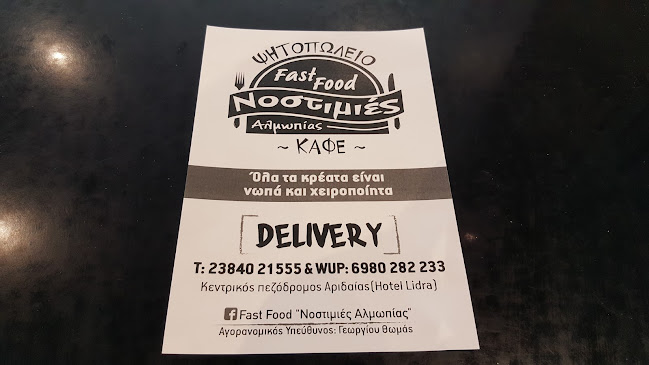 ΨΗΤΟΠΩΛΕΙΟ
Fast Food
Νοστιμιές
Αλμωπίας
~ ΚΑΦΕ ~
Όλα τα κρέατα είναι
νωπά και χειροποίητα
[DELIVERY]
T: 23840 21555 & WUP: 6980 282 233
Κεντρικός πεζόδρομος Αριδαίας(Hotel Lidra)
f Fast Food "Νοστιμιές Αλμωπίας"
Αγορανομικός Υπεύθυνος: Γεωργίου Θωμάς